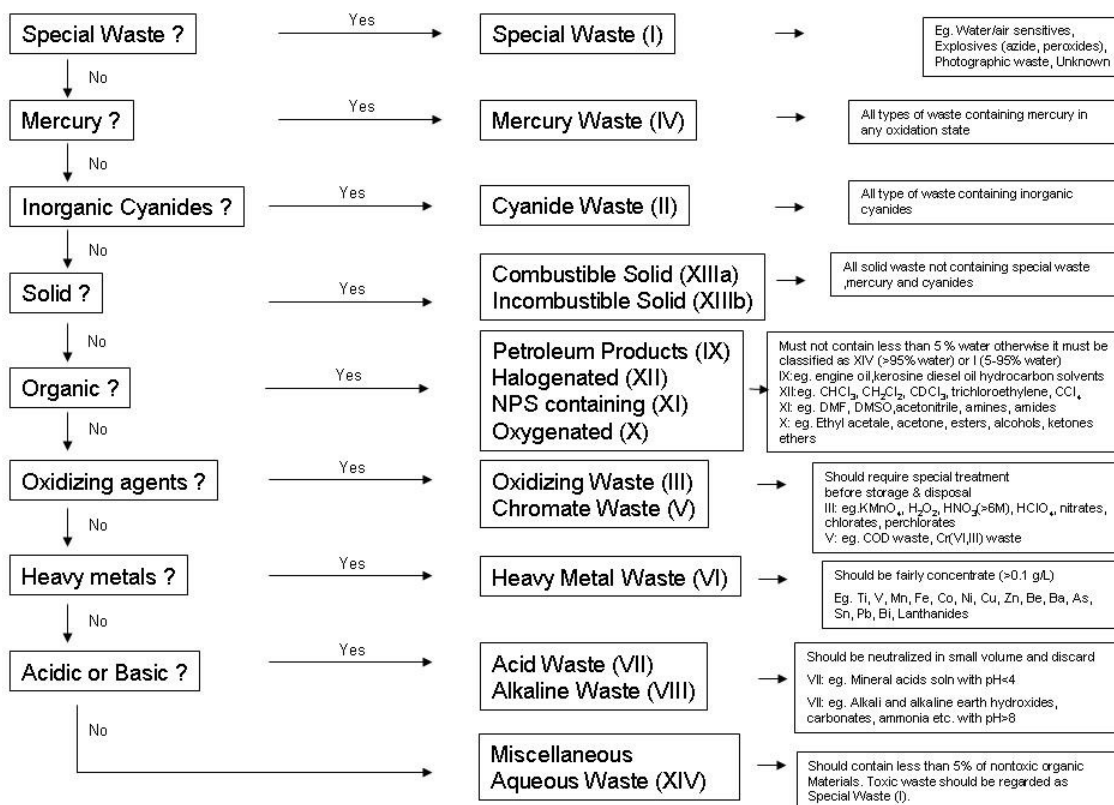 Special Waste ?
Yes
Special Waste (I)
Eg. Water/air sensitives,
Explosives (azide, peroxides),
Photographic waste, Unknown
No
Mercury ?
Yes
Mercury Waste (IV)
All types of waste containing mercury in
any oxidation state
No
Inorganic Cyanides ?
Yes
Cyanide Waste (II)
All type of waste containing inorganic
cyanides
No
Solid ?
Yes
Combustible Solid (XIIIa)
Incombustible Solid (XIIIb)
All solid waste not containing special waste
,mercury and cyanides
No
Organic ?
Yes
Petroleum Products (IX)
Halogenated (XII)
NPS containing (XI)
Oxygenated (X)
Must not contain less than 5 % water otherwise it must be
classified as XIV (>95% water) or I (5-95% water)
IX:eg. engine oil,kerosine diesel oil hydrocarbon solvents
XII:eg. CHCl₃, CH₂Cl₂, CDCl₃, trichloroethylene, CCl₄
XI: eg. DMF, DMSO,acetonitrile, amines, amides
X: eg. Ethyl acetale, acetone, esters, alcohols, ketones
ethers
No
Oxidizing agents ?
Yes
Oxidizing Waste (III)
Chromate Waste (V)
Should require special treatment
before storage & disposal
III: eg.KMnO₄, H₂O₂, HNO₃(>6M), HClO₄, nitrates,
chlorates, perchlorates
V: eg. COD waste, Cr(VI,III) waste
No
Heavy metals ?
Yes
Heavy Metal Waste (VI)
Should be fairly concentrate (>0.1 g/L)
Eg. Ti, V, Mn, Fe, Co, Ni, Cu, Zn, Be, Ba, As,
Sn, Pb, Bi, Lanthanides
No
Acidic or Basic ?
Yes
Acid Waste (VII)
Alkaline Waste (VIII)
Should be neutralized in small volume and discard
VII: eg. Mineral acids soln with pH<4
VII: eg. Alkali and alkaline earth hydroxides,
carbonates, ammonia etc. with pH>8
No
Miscellaneous
Aqueous Waste (XIV)
Should contain less than 5% of nontoxic organic
Materials. Toxic waste should be regarded as
Special Waste (I).